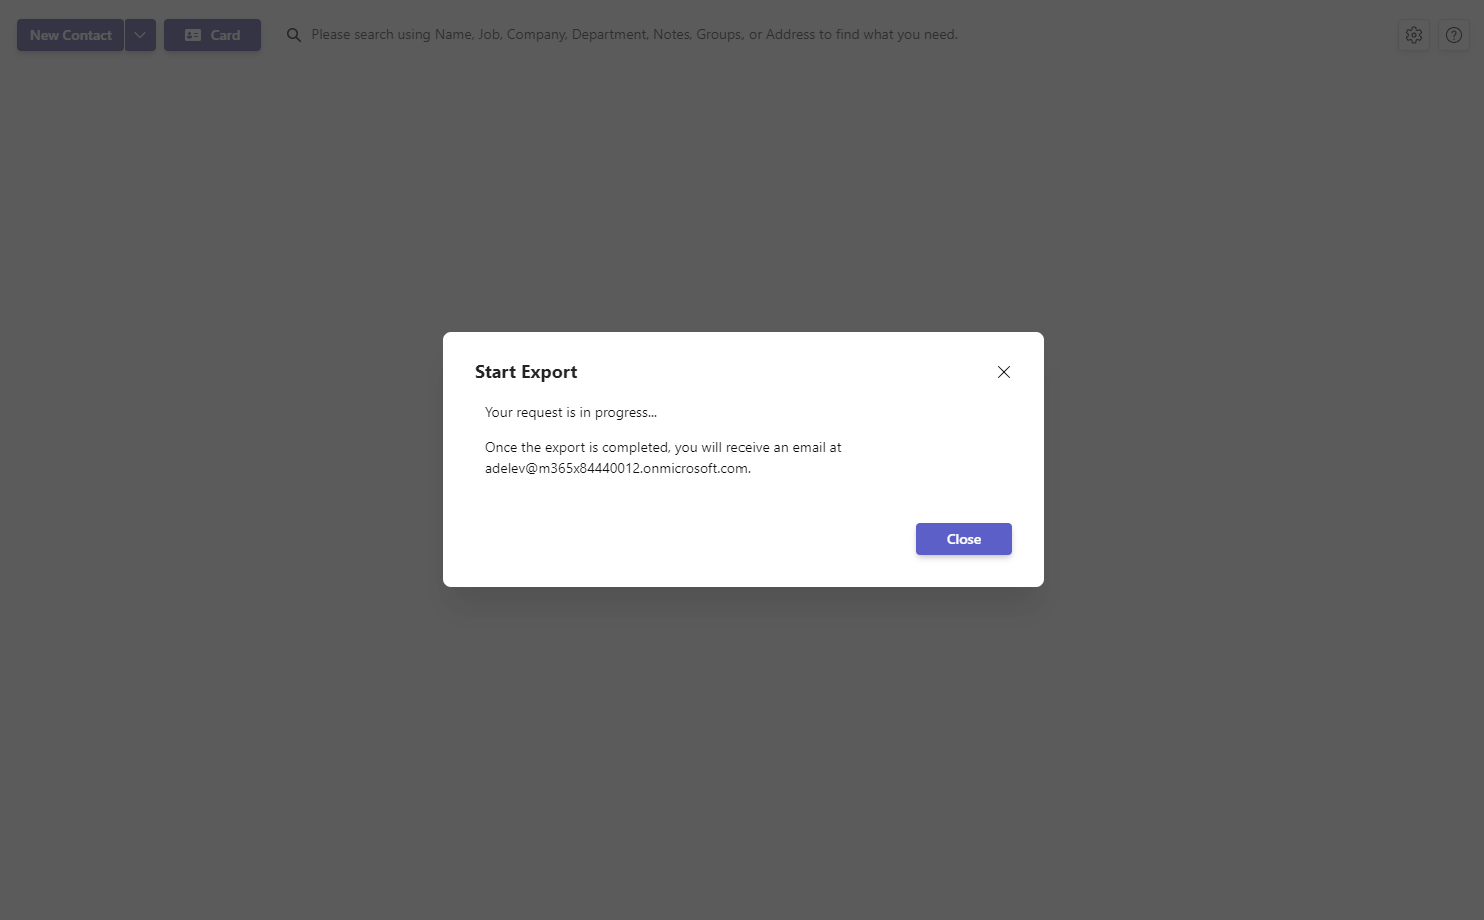 New Contact
Card
Please search using Name, Job, Company, Department, Notes, Groups, or Address to find what you need.
Start Export
Your request is in progress...
Once the export is completed, you will receive an email at
adelev@m365x84440012.onmicrosoft.com.
Close